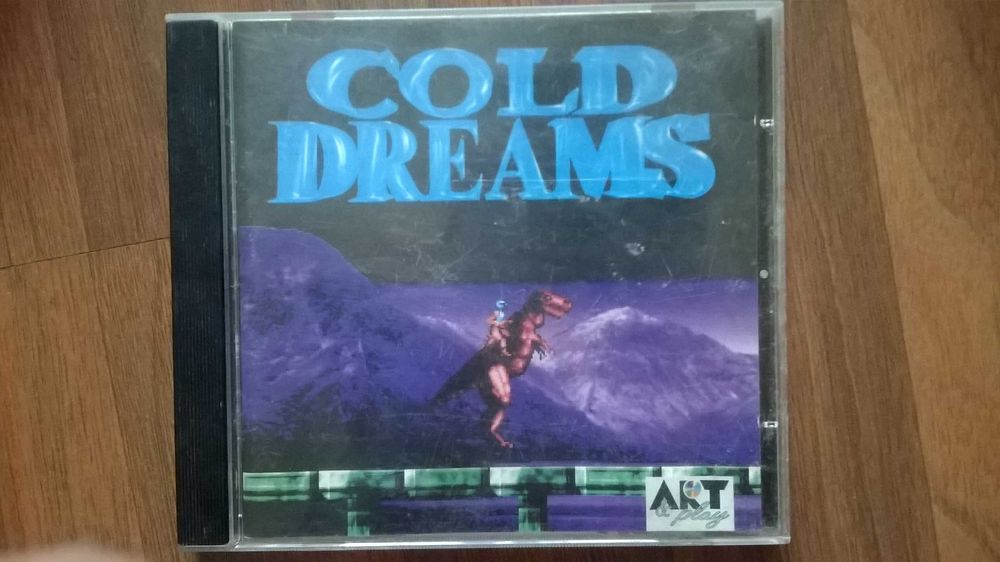 COLD
DREAMS
ART
& play